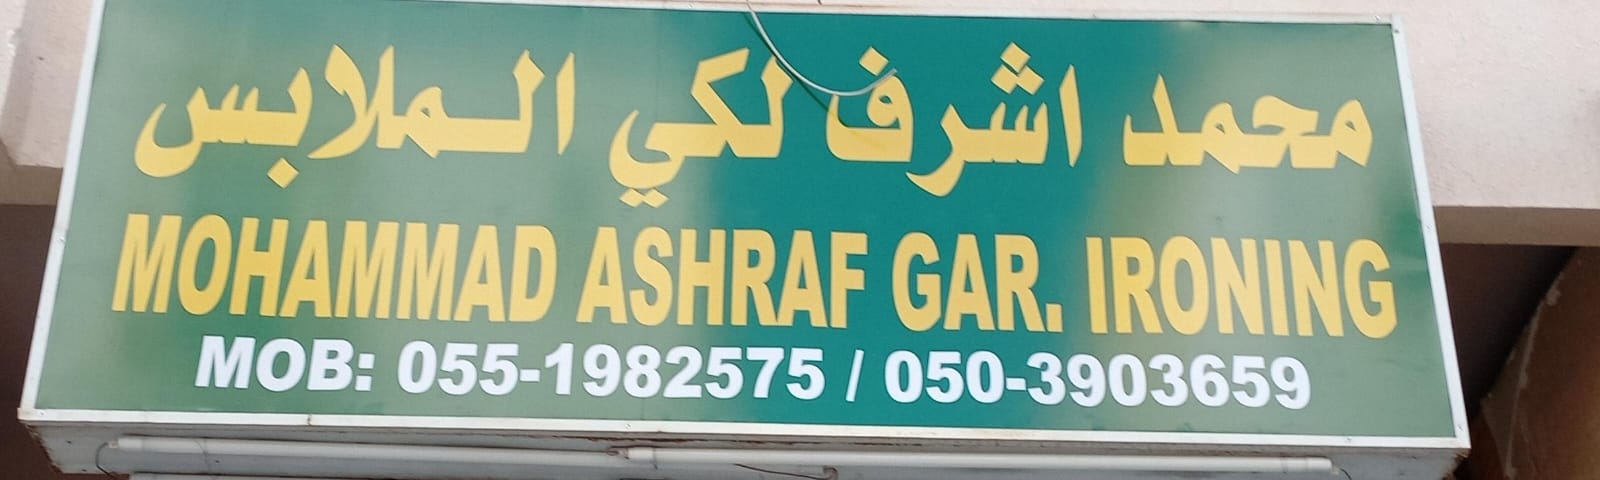 محمد اشرف لكي الملابس
MOHAMMAD ASHRAF GAR. IRONING
MOB: 055-1982575 / 050-3903659